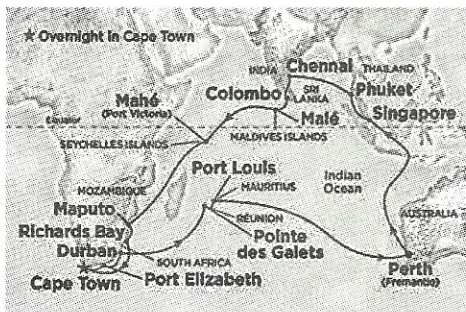 ★ Overnight in Cape Town
Chennai
INDIA
THAILAND
Phuket
Colombo
SRI
LANKA
Mahé
(Port Victoria)
Singapore
Malé
Equator
MALDIVES ISLANDS
SEYCHELLES ISLANDS
Port Louis
Indian
Ocean
MOZAMBIQUE
MAURITIUS
Maputo
RÉUNION
AUSTRALIA
Richards Bay
Pointe
des Galets
Durban
SOUTH AFRICA
Perth
(Fremantle)
Cape Town
Port Elizabeth